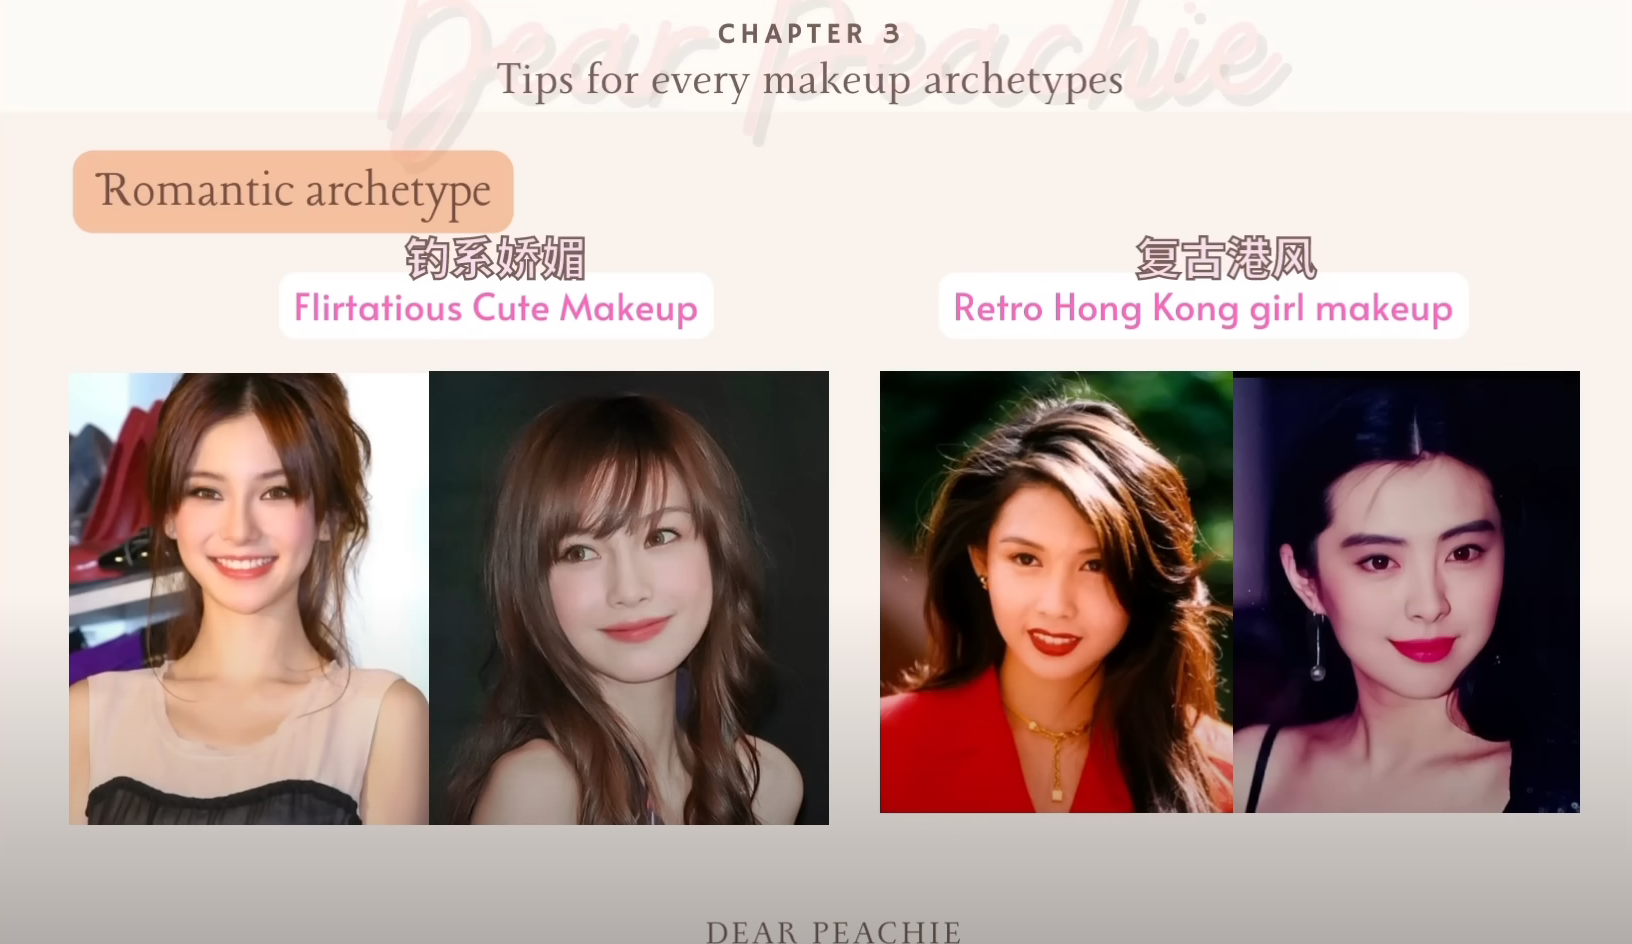 Dear Peachie
CHAPTER 3
Tips for every makeup archetypes
Romantic archetype
钓系娇媚
Flirtatious Cute Makeup
复古港风
Retro Hong Kong girl makeup
DEAR PEACHIE